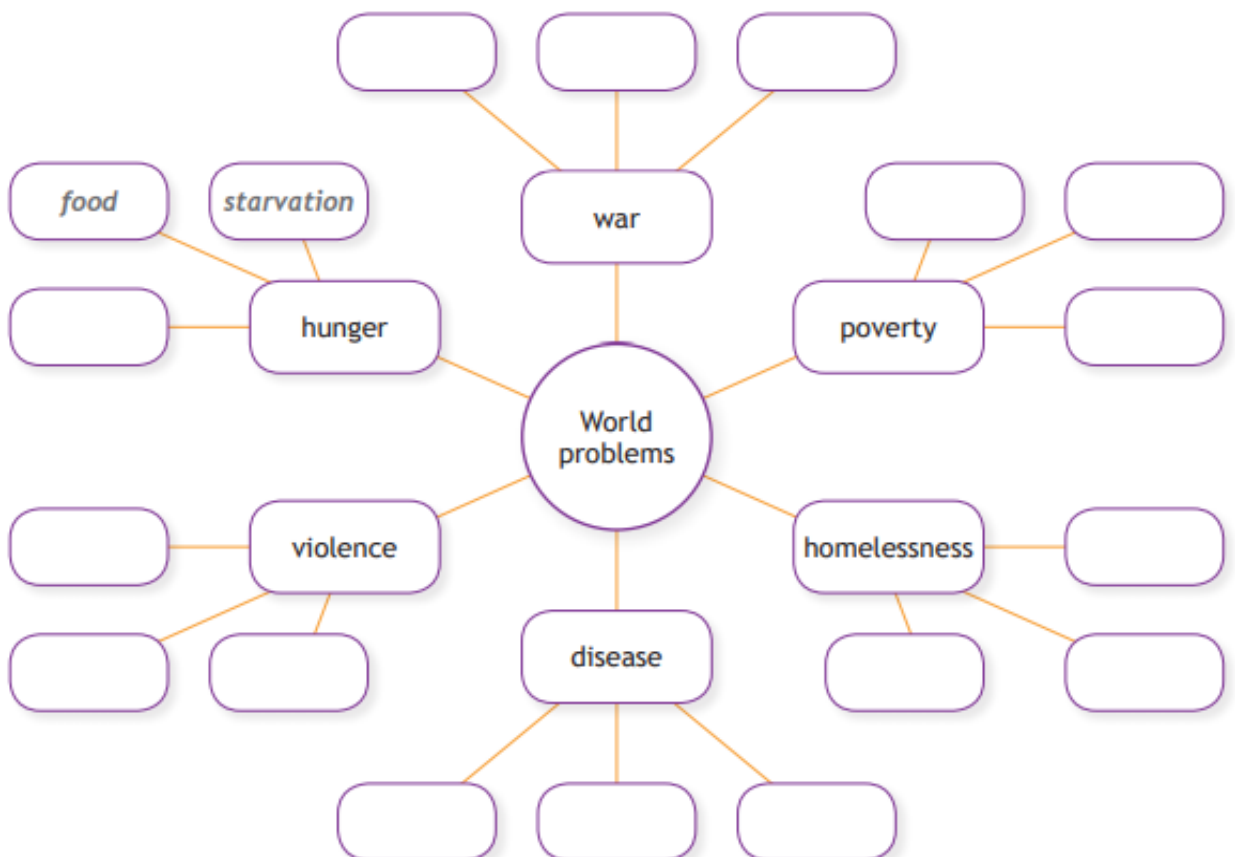 food
starvation
war
hunger
poverty
World
problems
violence
homelessness
disease